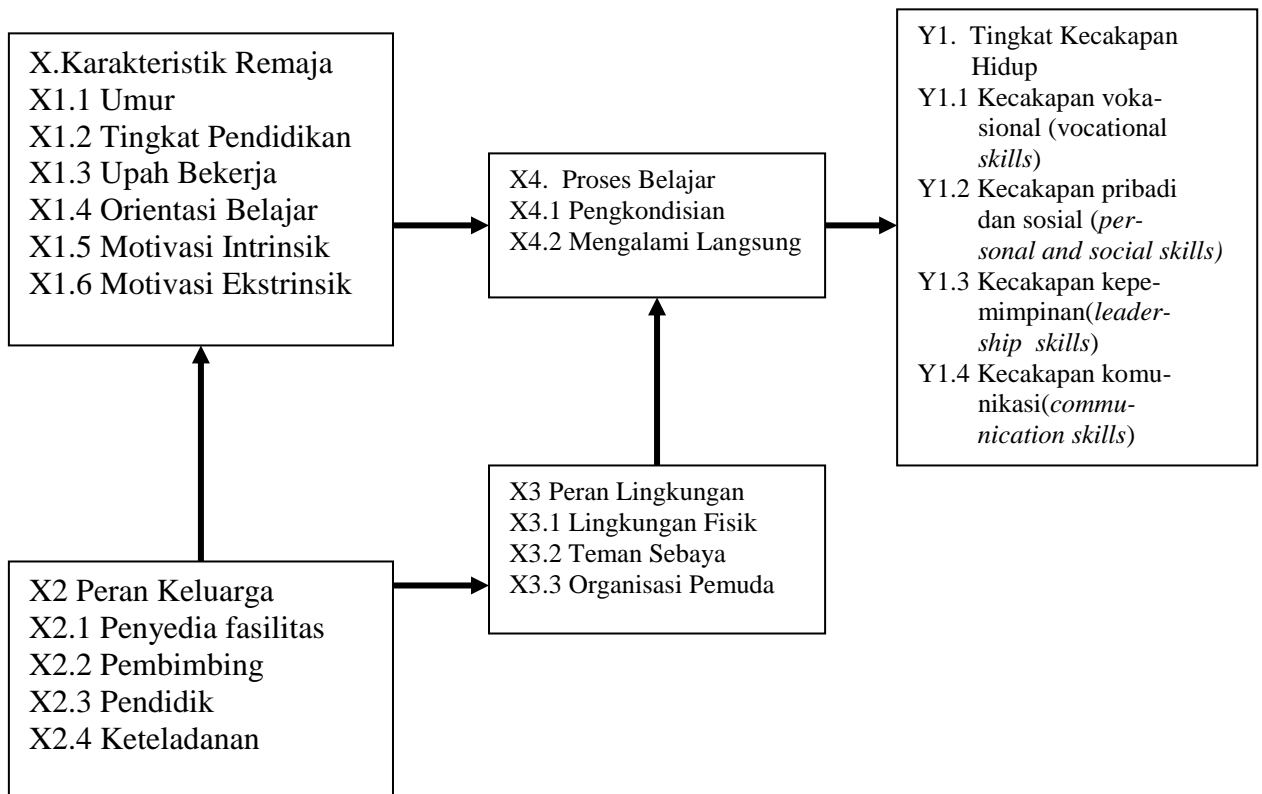 X.Karakteristik Remaja
X1.1 Umur
X1.2 Tingkat Pendidikan
X1.3 Upah Bekerja
X1.4 Orientasi Belajar
X1.5 Motivasi Intrinsik
X1.6 Motivasi Ekstrinsik
X4. Proses Belajar
X4.1 Pengkondisian
X4.2 Mengalami Langsung
Y1. Tingkat Kecakapan
Hidup
Y1.1 Kecakapan voka-
sional (vocational
skills)
Y1.2 Kecakapan pribadi
dan sosial (per-
sonal and social skills)
Y1.3 Kecakapan kepe-
mimpinan(leader-
ship skills)
Y1.4 Kecakapan komu-
nikasi(commu-
nication skills)
X2 Peran Keluarga
X2.1 Penyedia fasilitas
X2.2 Pembimbing
X2.3 Pendidik
X2.4 Keteladanan
X3 Peran Lingkungan
X3.1 Lingkungan Fisik
X3.2 Teman Sebaya
X3.3 Organisasi Pemuda